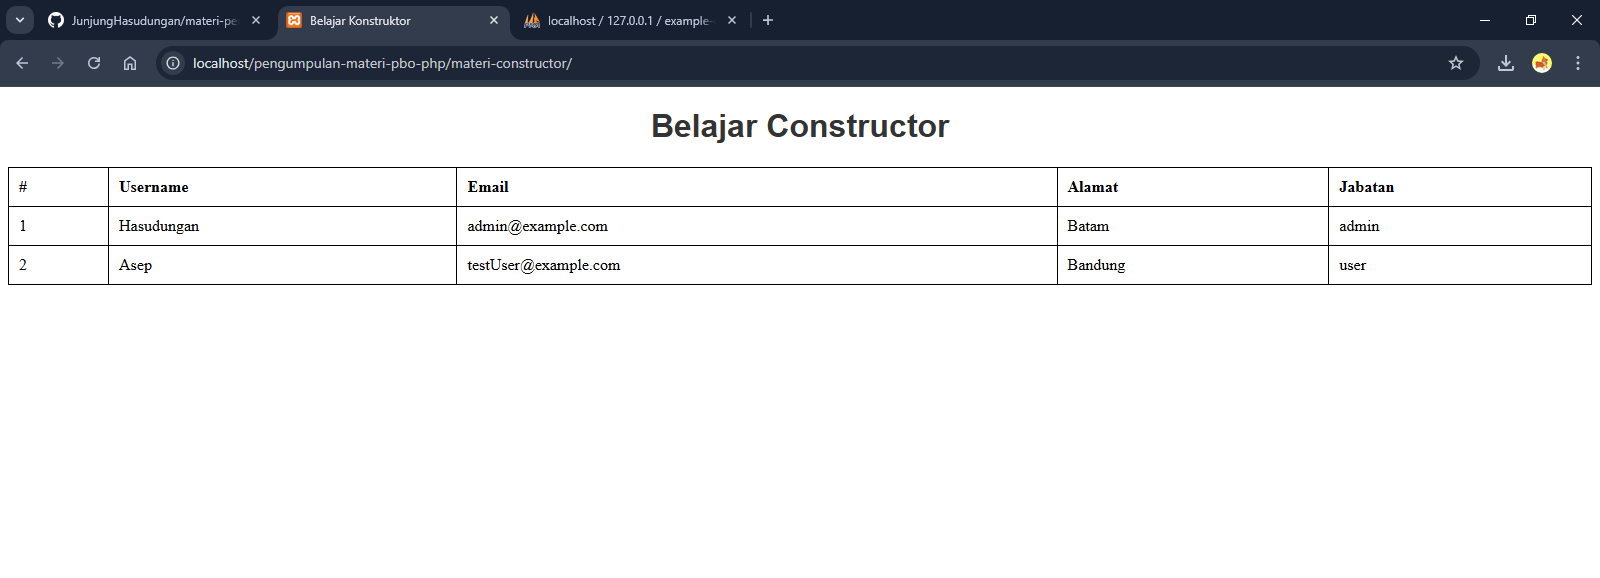 JunjungHasudungan/materi-pe
Belajar Konstruktor
localhost / 127.0.0.1 / example-
localhost/pengumpulan-materi-pbo-php/materi-constructor/
Belajar Constructor
# Username Email Alamat Jabatan
1 Hasudungan admin@example.com Batam admin
2 Asep testUser@example.com Bandung user